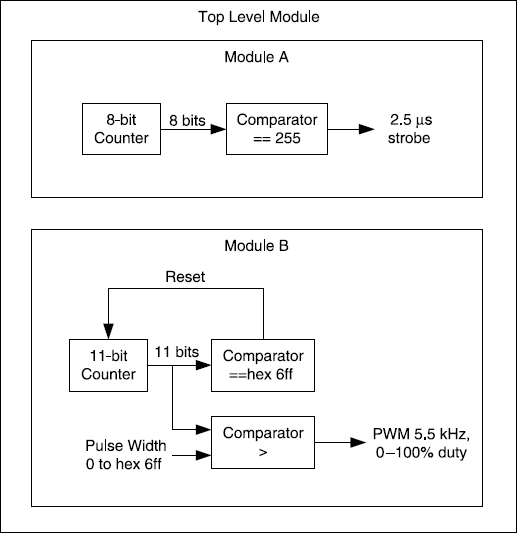 Top Level Module
Module A
8-bit
Counter
8 bits
Comparator
== 255
2.5 μs
strobe
Module B
Reset
11-bit
Counter
11 bits
Comparator
==hex 6ff
Pulse Width
0 to hex 6ff
Comparator
>
PWM 5.5 kHz,
0–100% duty